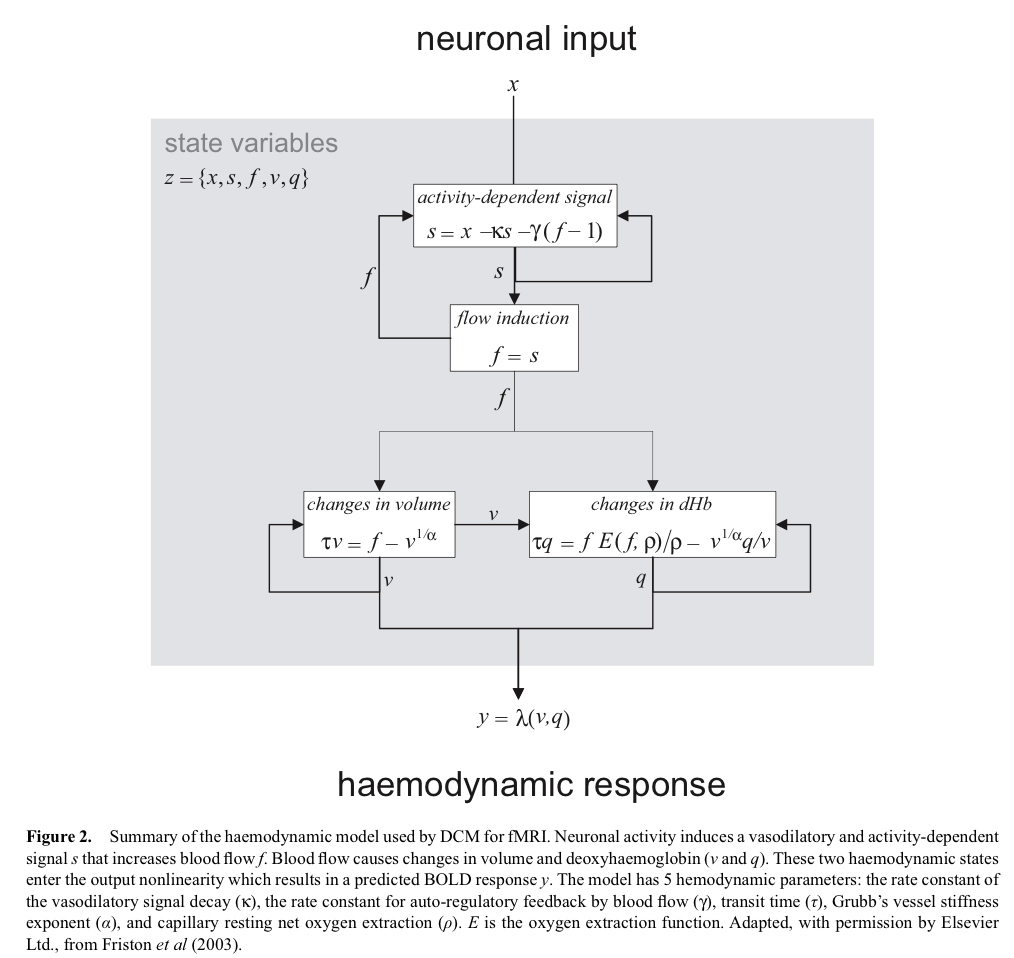 neuronal input
x
state variables
z = {x, s, f, v, q}
activity-dependent signal
s = x −κs −γ( f − 1)
f
s
flow induction
f = s
f
changes in volume
τv = f − v^{1/α}
v
changes in dHb
τq = f E( f, ρ)/ρ − v^{1/α}q/v
v
q
y = λ(v,q)
haemodynamic response
Figure 2. Summary of the haemodynamic model used by DCM for fMRI. Neuronal activity induces a vasodilatory and activity-dependent
signal s that increases blood flow f. Blood flow causes changes in volume and deoxyhaemoglobin (v and q). These two haemodynamic states
enter the output nonlinearity which results in a predicted BOLD response y. The model has 5 hemodynamic parameters: the rate constant of
the vasodilatory signal decay (κ), the rate constant for auto-regulatory feedback by blood flow (γ), transit time (τ), Grubb's vessel stiffness
exponent (α), and capillary resting net oxygen extraction (ρ). E is the oxygen extraction function. Adapted, with permission by Elsevier
Ltd., from Friston et al (2003).